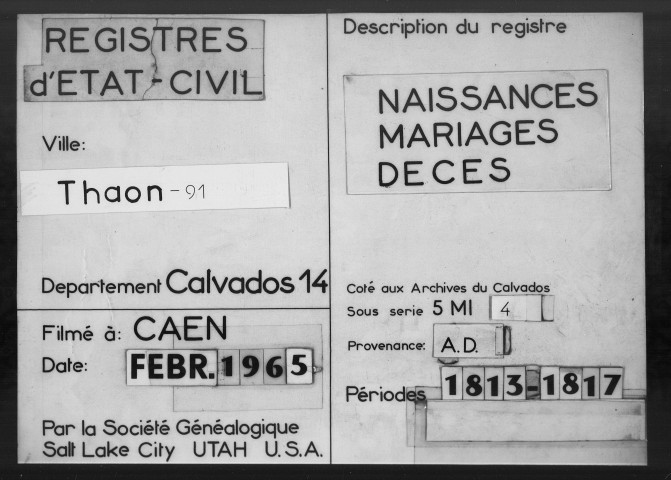 REGISTRES
d'ETAT-CIVIL
Ville:
Thaon - 91
Departement Calvados 14
Filmé à: CAEN
Date: FEBR. 1965
Par la Société Généalogique
Salt Lake City UTAH U.S.A.
Description du registre
NAISSANCES
MARIAGES
DECES
Coté aux Archives du Calvados
Sous serie 5 MI 4
Provenance: A.D.
Périodes 1813-1817